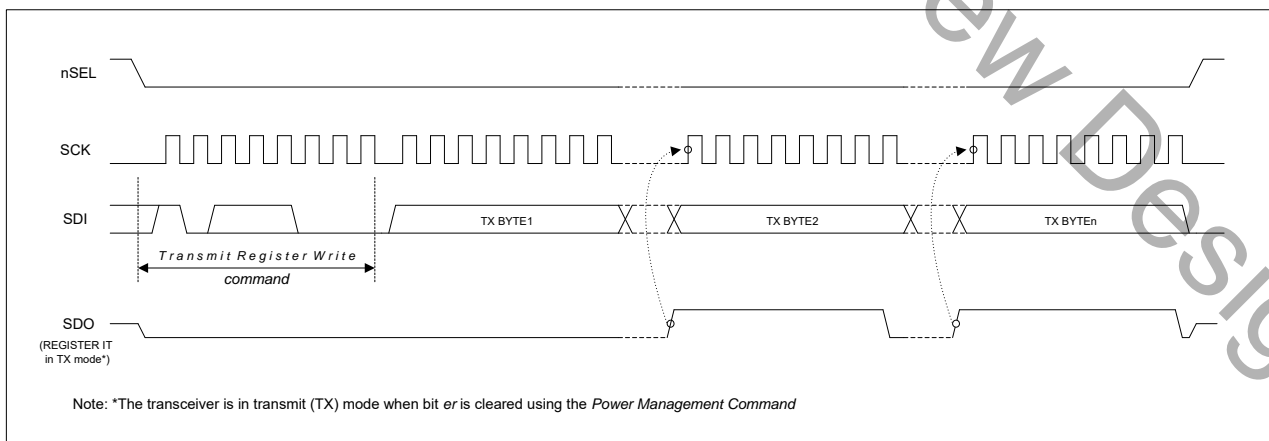 nSEL
SCK
SDI
TX BYTE1
TX BYTE2
TX BYTEn
Transmit Register Write
command
SDO
(REGISTER IT
in TX mode*)
Note: *The transceiver is in transmit (TX) mode when bit er is cleared using the Power Management Command